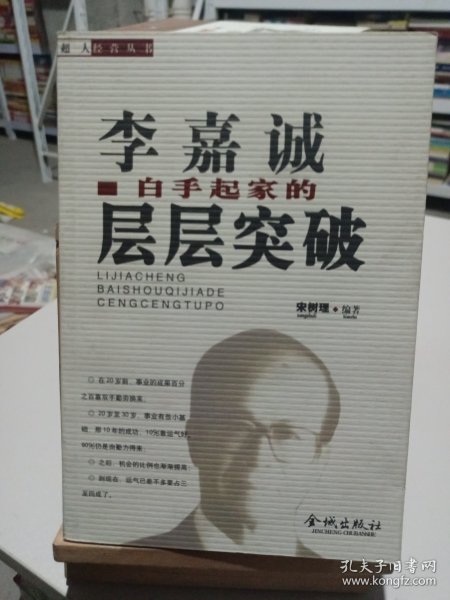 超人经营丛书
李嘉诚
白手起家的
层层突破
LIJIACHENG
BAISHOUQIJIADE
CENGCENGTUPO
宋树理◆编著
◎在20岁前，事业的成果百分
之百靠双手勤劳换来；
◎20岁至30岁，事业有些小基
础，那10年的成功，10%靠运气好，
90%仍是由勤力得来；
◎之后，机会的比例也渐渐提高；
◎到现在，运气已差不多要占三
至四成了。
金城出版社
JINCHENG CHUBANSHE
孔夫子旧书网
www.kongfz.com